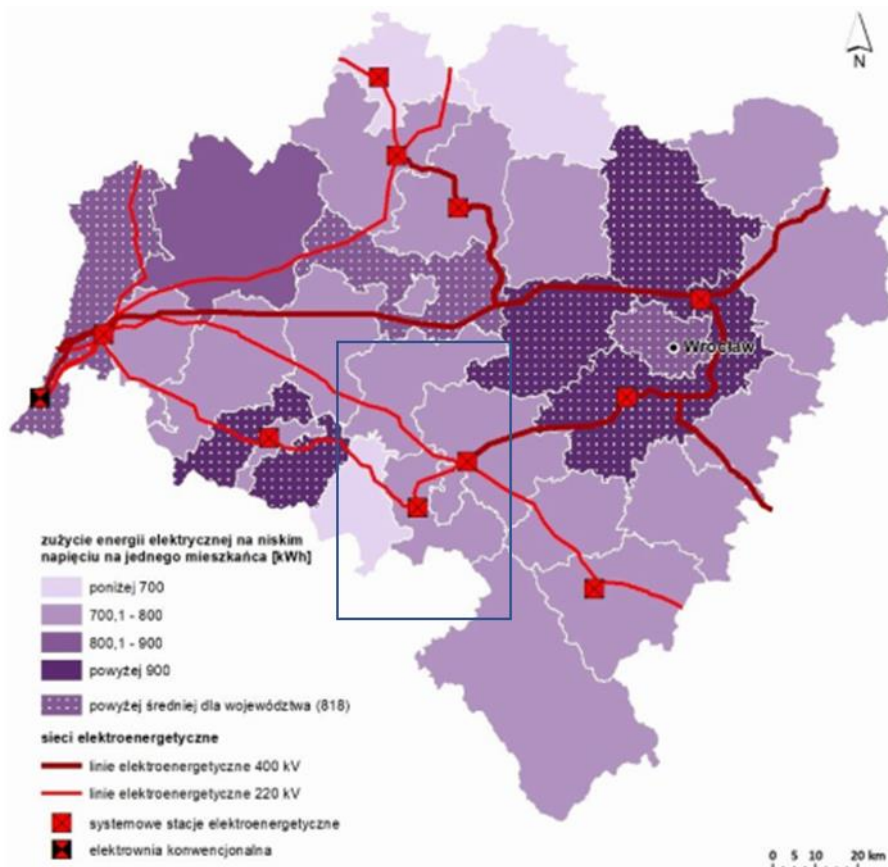 N
Wrocław
zużycie energii elektrycznej na niskim
napięciu na jednego mieszkańca [kWh]
poniżej 700
700,1 - 800
800,1 - 900
powyżej 900
powyżej średniej dla województwa (818)
sieci elektroenergetyczne
linie elektroenergetyczne 400 kV
linie elektroenergetyczne 220 kV
systemowe stacje elektroenergetyczne
elektrownia konwencjonalna
0 5 10 20 km